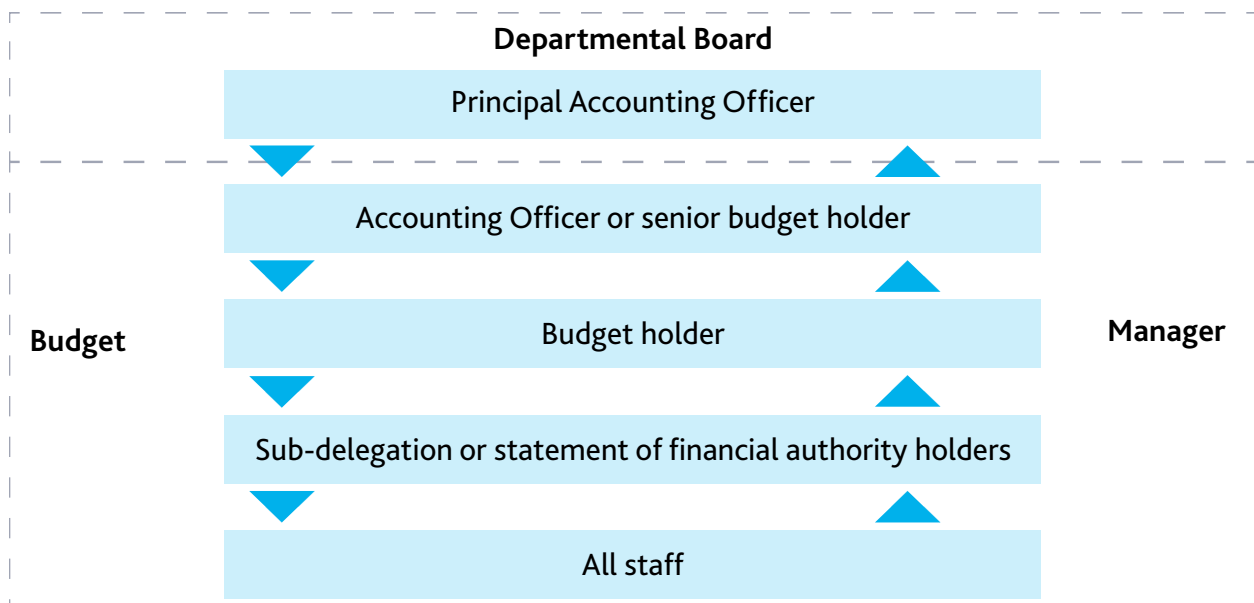 Departmental Board
Principal Accounting Officer
Accounting Officer or senior budget holder
Budget
Budget holder
Manager
Sub-delegation or statement of financial authority holders
All staff